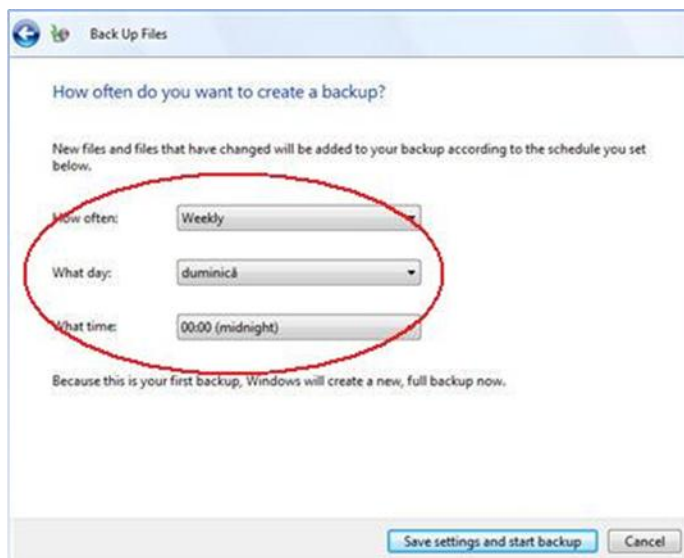 Back Up Files
How often do you want to create a backup?
New files and files that have changed will be added to your backup according to the schedule you set
below.
How often: Weekly
What day: duminică
What time: 00:00 (midnight)
Because this is your first backup, Windows will create a new, full backup now.
Save settings and start backup Cancel